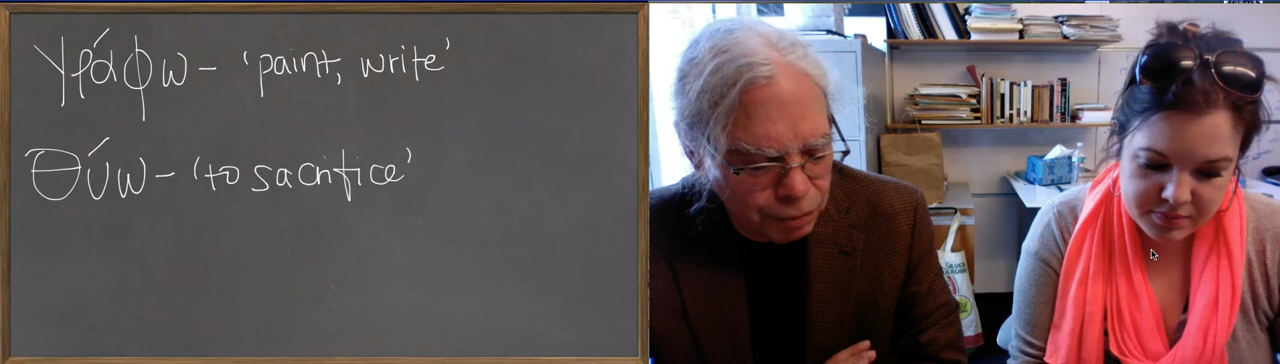 γράφω – 'paint, write'
θύω – 'to sacrifice'